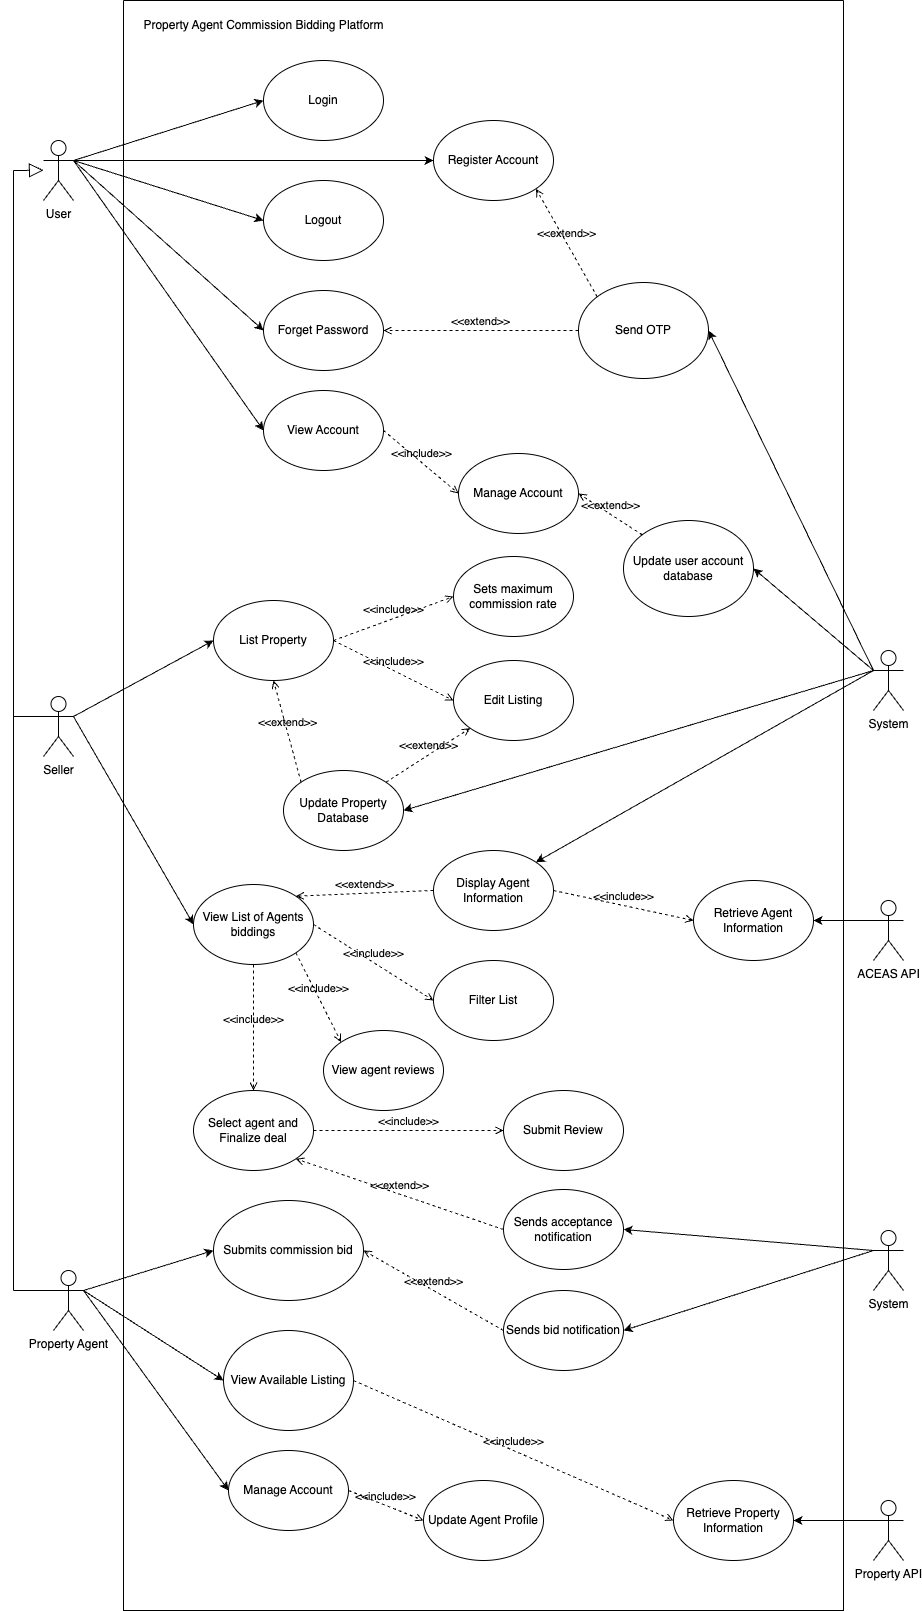 Property Agent Commission Bidding Platform
Login
Register Account
User
Logout
<<extend>>
Forget Password
<<extend>>
Send OTP
View Account
<<include>>
Manage Account
<<extend>>
Update user account
database
Sets maximum
commission rate
<<include>>
List Property
<<include>>
Edit Listing
System
<<extend>>
<<extend>>
Seller
Update Property
Database
Display Agent
Information
<<extend>>
<<include>>
Retrieve Agent
Information
View List of Agents
biddings
<<include>>
ACEAS API
<<include>>
Filter List
<<include>>
View agent reviews
Select agent and
Finalize deal
<<include>>
Submit Review
<<extend>>
Sends acceptance
notification
Submits commission bid
<<extend>>
System
Sends bid notification
Property Agent
View Available Listing
<<include>>
Manage Account
<<include>>
Update Agent Profile
Retrieve Property
Information
Property API